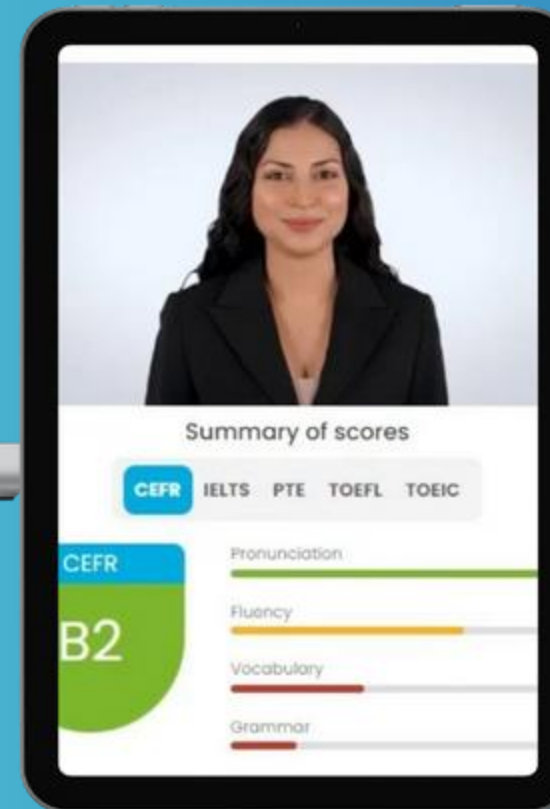 Summary of scores
CEFR IELTS PTE TOEFL TOEIC
CEFR
B2
Pronunciation
Fluency
Vocabulary
Grammar